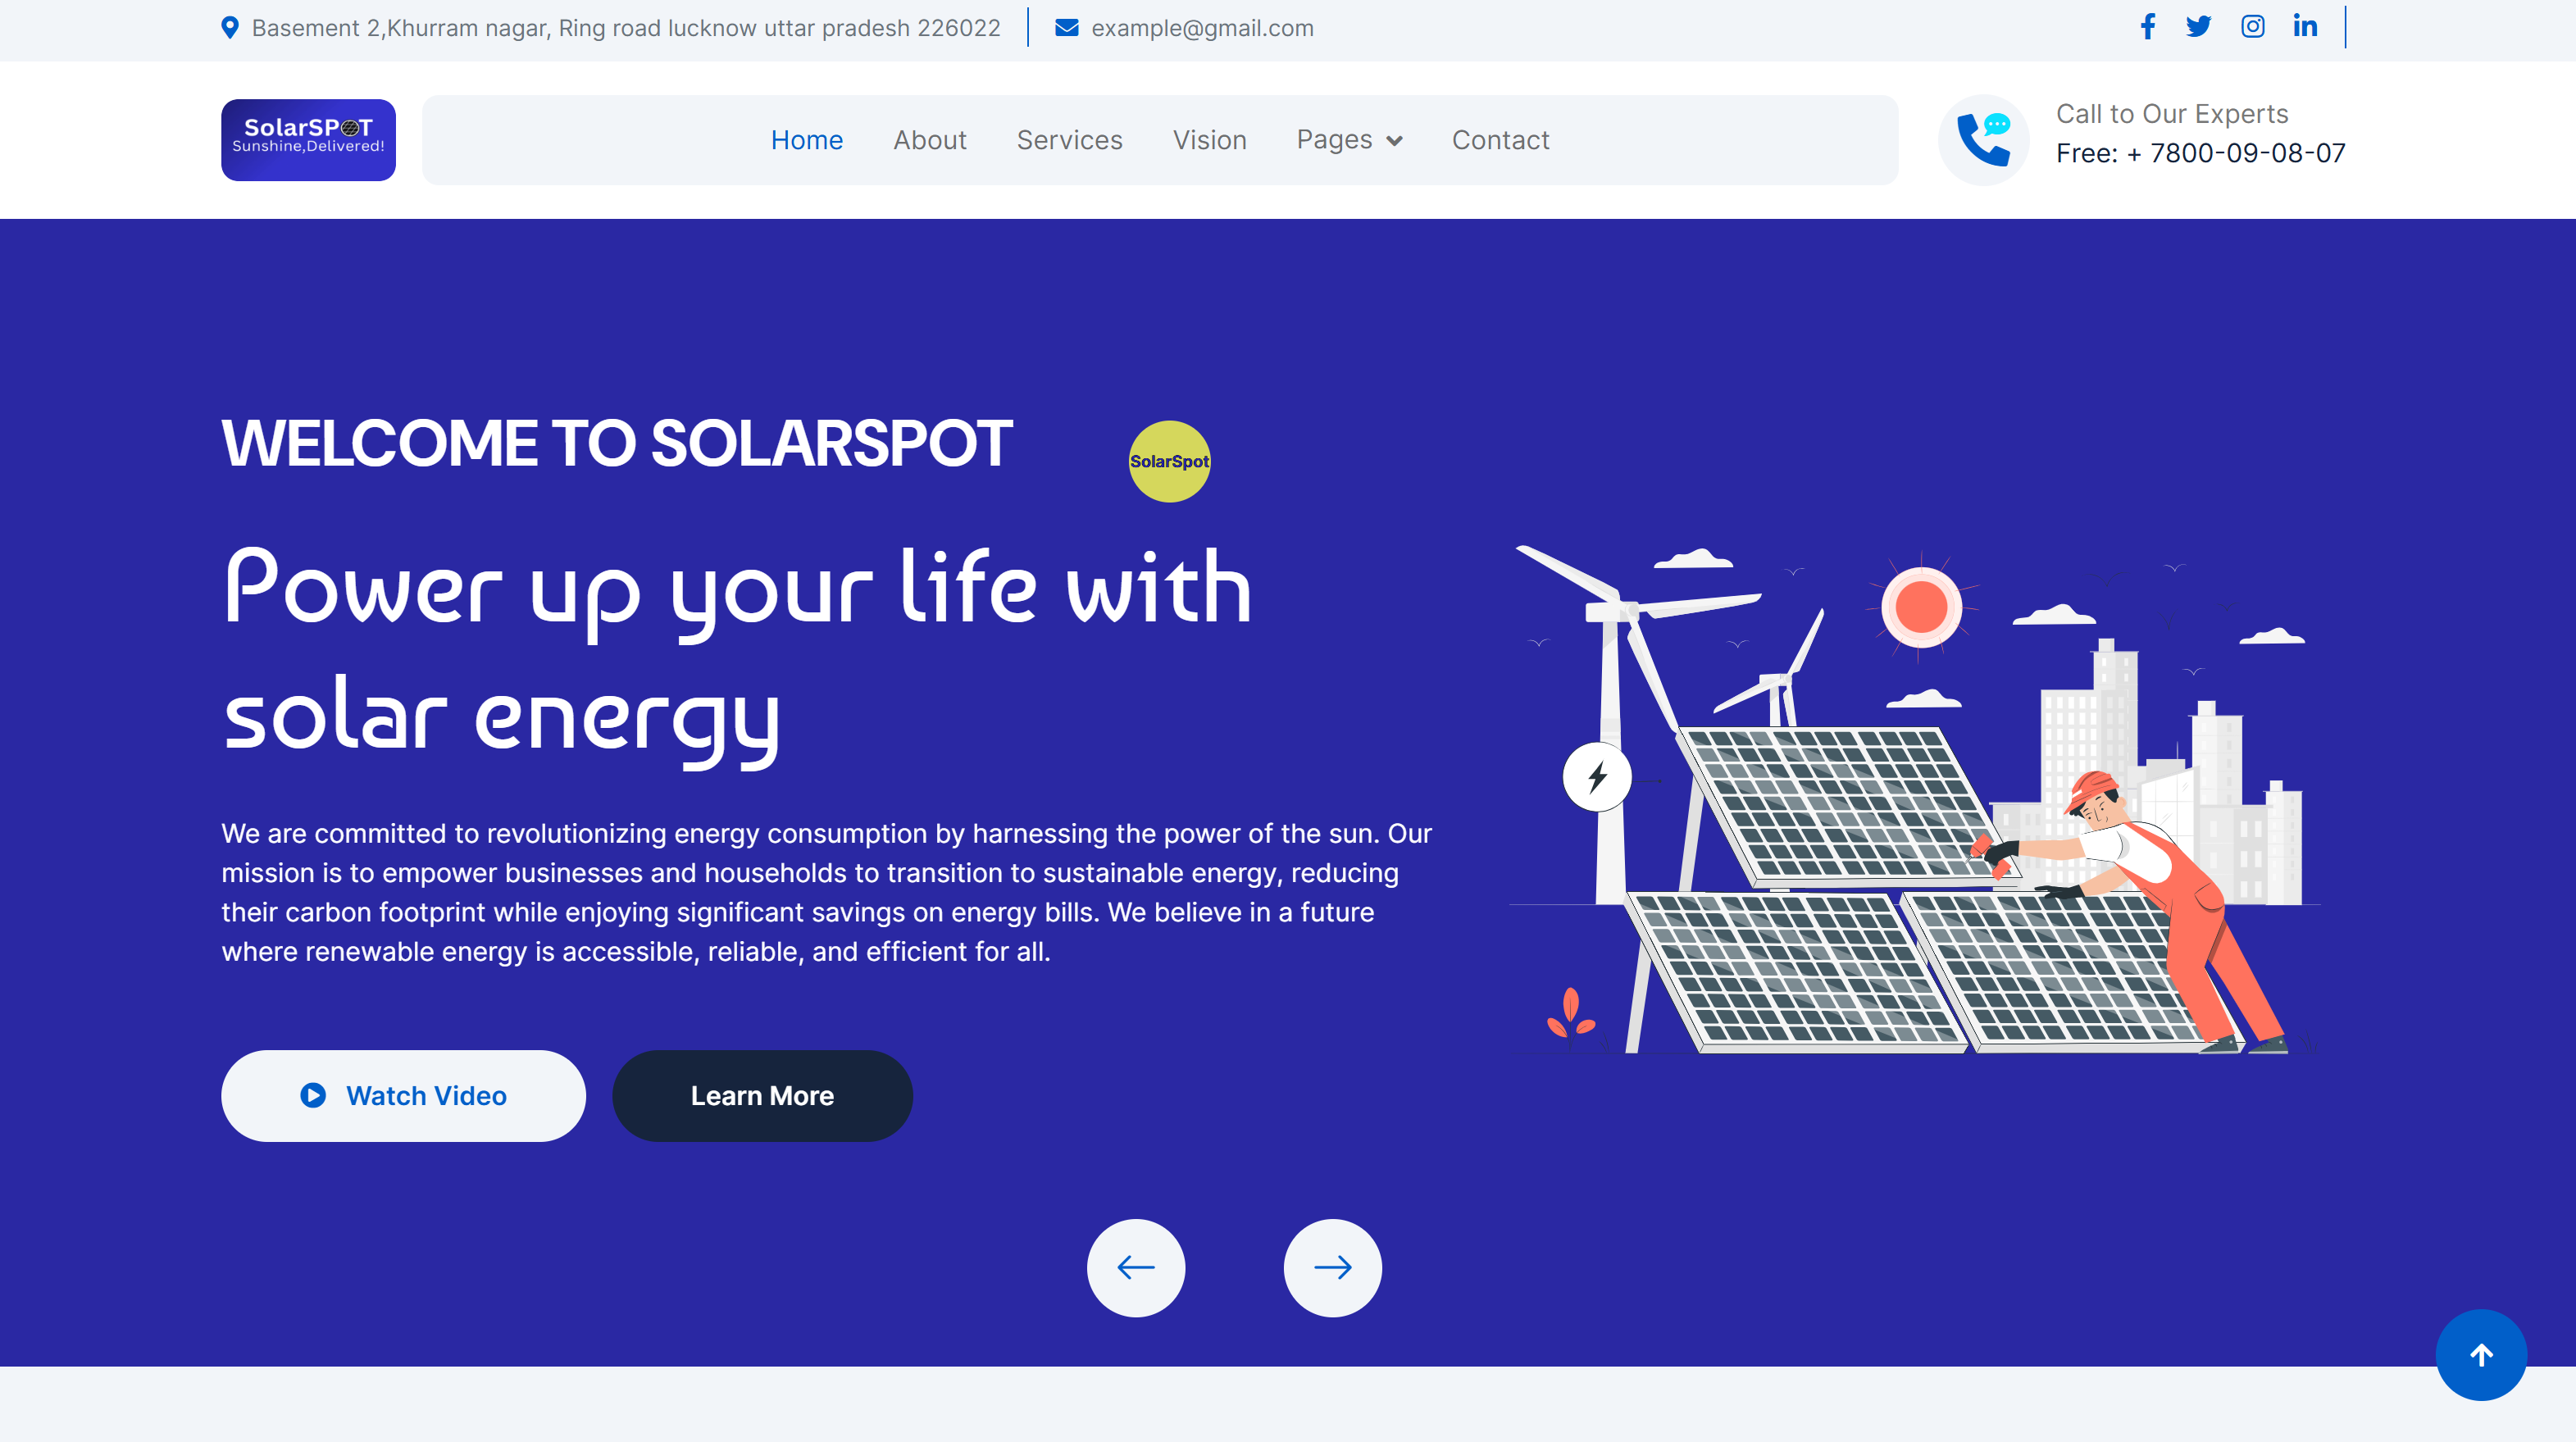 Basement 2,Khurram nagar, Ring road lucknow uttar pradesh 226022
example@gmail.com
SolarSPOT
Sunshine,Delivered!
Home
About
Services
Vision
Pages
Contact
Call to Our Experts
Free: + 7800-09-08-07
WELCOME TO SOLARSPOT
SolarSpot
Power up your life with
solar energy
We are committed to revolutionizing energy consumption by harnessing the power of the sun. Our
mission is to empower businesses and households to transition to sustainable energy, reducing
their carbon footprint while enjoying significant savings on energy bills. We believe in a future
where renewable energy is accessible, reliable, and efficient for all.
Watch Video
Learn More